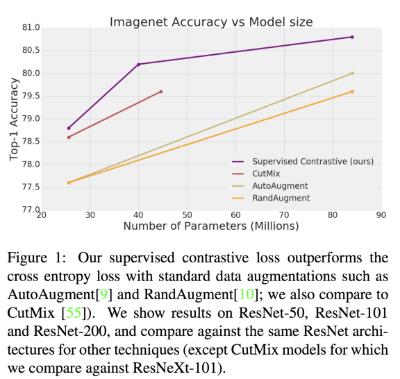 Imagenet Accuracy vs Model size
81.0
80.5
80.0
79.5
79.0
78.5
78.0
77.5
77.0
Top-1 Accuracy
Supervised Contrastive (ours)
CutMix
AutoAugment
RandAugment
20 30 40 50 60 70 80 90
Number of Parameters (Millions)
Figure 1: Our supervised contrastive loss outperforms the
cross entropy loss with standard data augmentations such as
AutoAugment[9] and RandAugment[10]; we also compare to
CutMix [55]). We show results on ResNet-50, ResNet-101
and ResNet-200, and compare against the same ResNet archi-
tectures for other techniques (except CutMix models for which
we compare against ResNeXt-101).